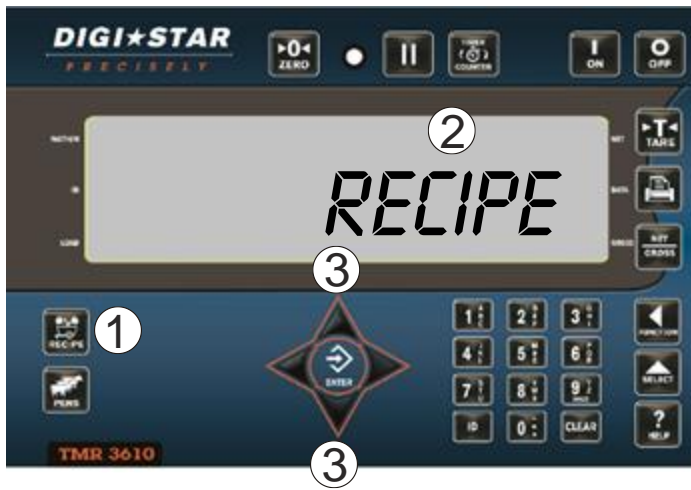 DIGI★STAR
PRECISELY
▶0◀
ZERO
TIMER
COUNTER
I
ON
O
OFF
2
RECIPE
▶T◀
TARE
NET
GROSS
3
RECIPE
1
ENTER
PENS
1
2
3
4
5
6
7
8
9
ID
0
CLEAR
FUNCTION
SELECT
?
HELP
TMR 3610
3